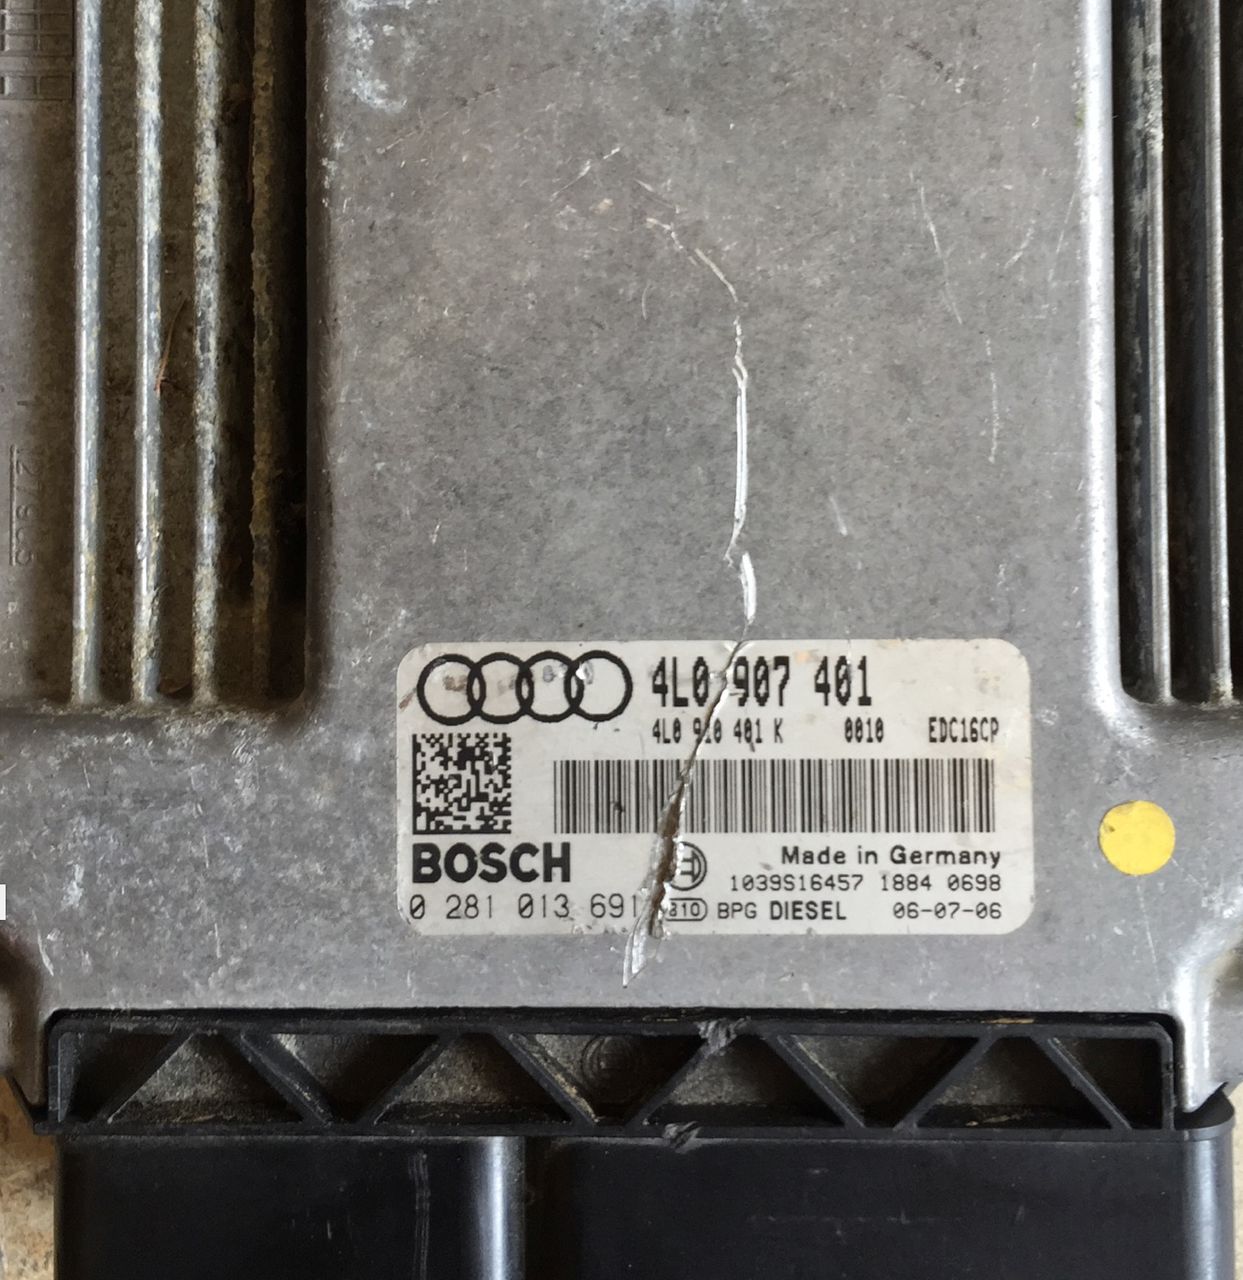 4L0 907 401
4L0 910 401 K 0010 EDC16CP
BOSCH
Made in Germany
1039S16457 1884 0698
0 281 013 691 BPG DIESEL 06-07-06